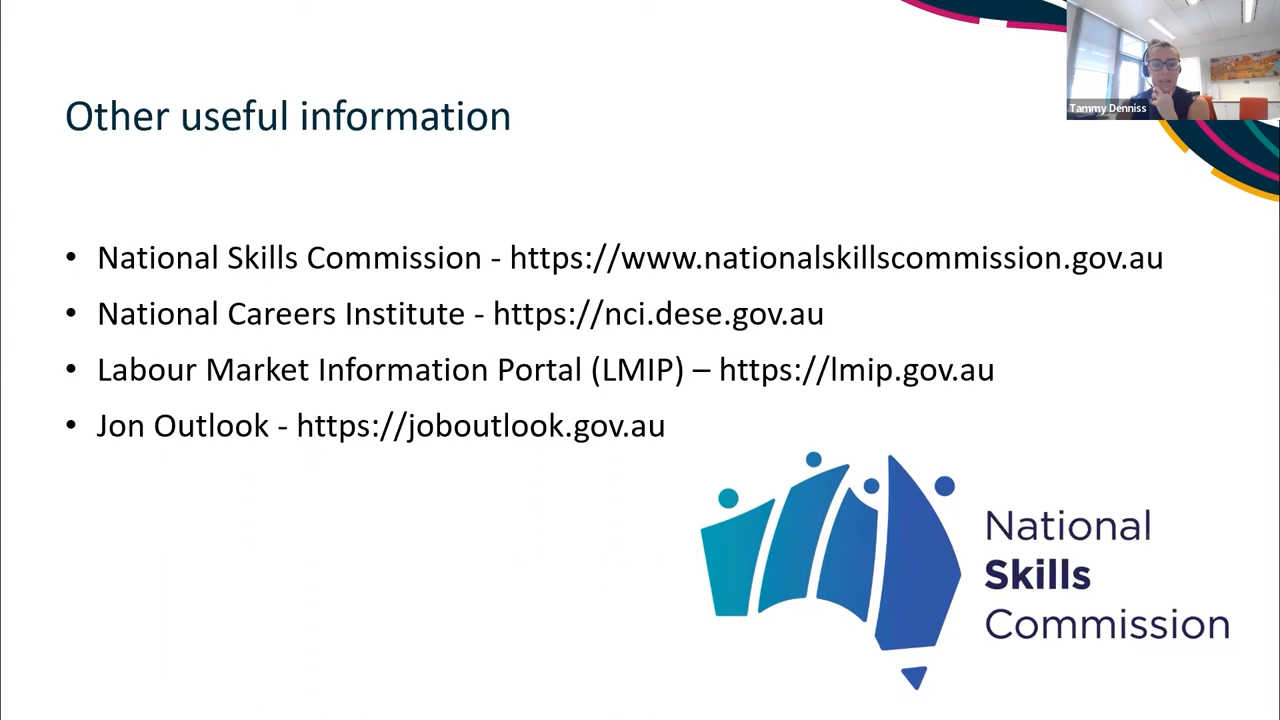 Tammy Denniss
Other useful information
• National Skills Commission - https://www.nationalskillscommission.gov.au
• National Careers Institute - https://nci.dese.gov.au
• Labour Market Information Portal (LMIP) – https://lmip.gov.au
• Jon Outlook - https://joboutlook.gov.au
National
Skills
Commission